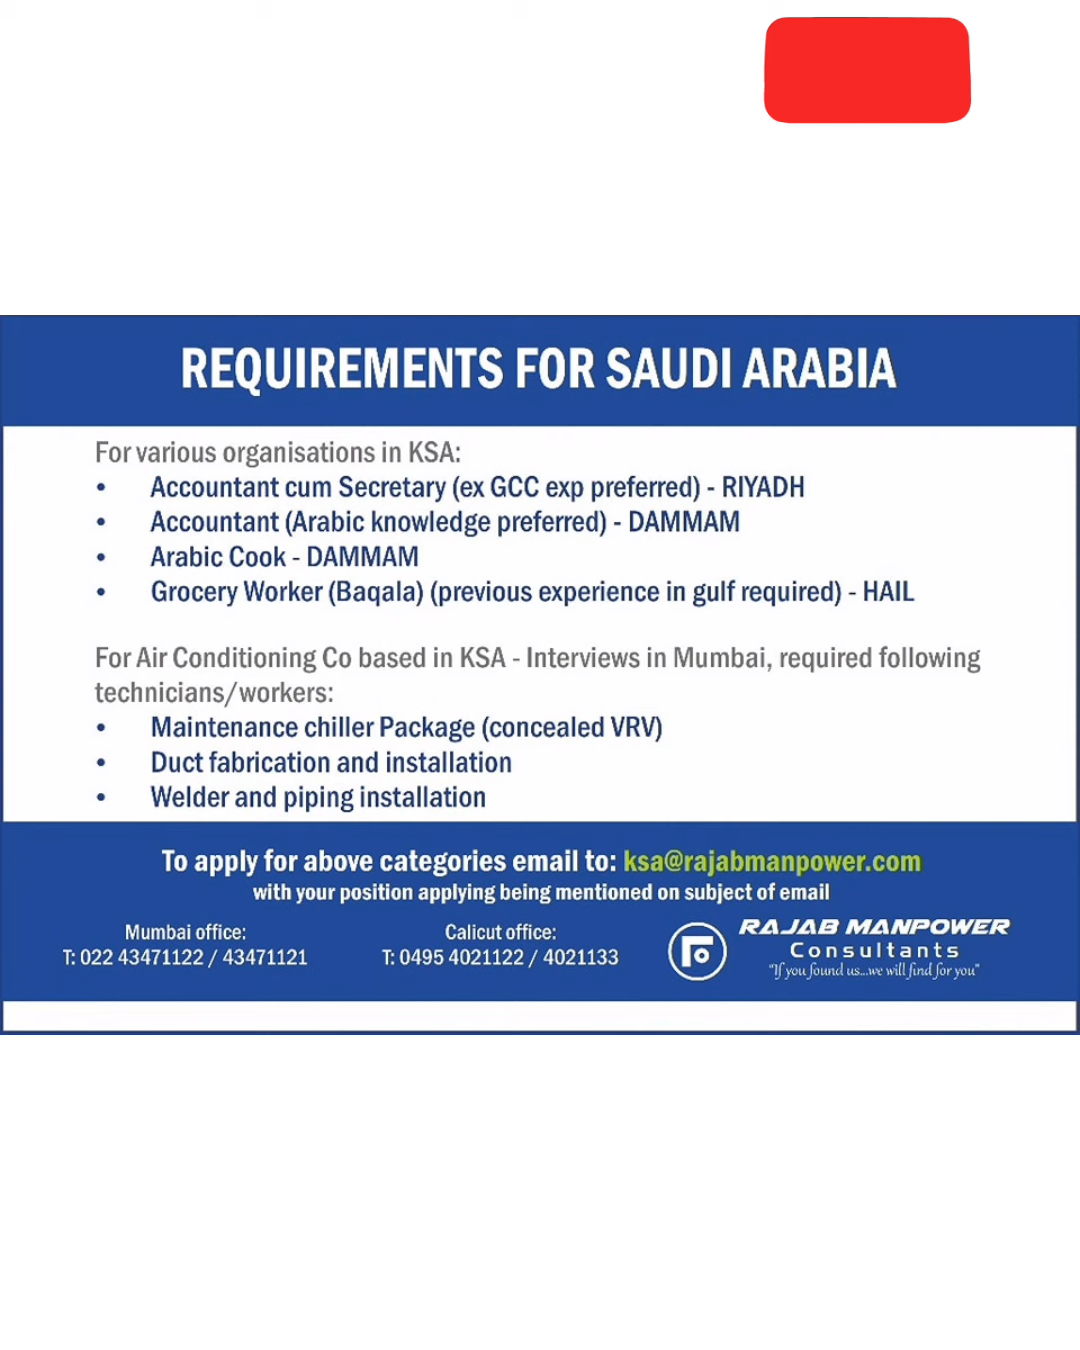 REQUIREMENTS FOR SAUDI ARABIA
For various organisations in KSA:
• Accountant cum Secretary (ex GCC exp preferred) - RIYADH
• Accountant (Arabic knowledge preferred) - DAMMAM
• Arabic Cook - DAMMAM
• Grocery Worker (Baqala) (previous experience in gulf required) - HAIL
For Air Conditioning Co based in KSA - Interviews in Mumbai, required following
technicians/workers:
• Maintenance chiller Package (concealed VRV)
• Duct fabrication and installation
• Welder and piping installation
To apply for above categories email to: ksa@rajabmanpower.com
with your position applying being mentioned on subject of email
Mumbai office:
T: 022 43471122 / 43471121
Calicut office:
T: 0495 4021122 / 4021133
RAJAB MANPOWER
Consultants
"If you found us...we will find for you"